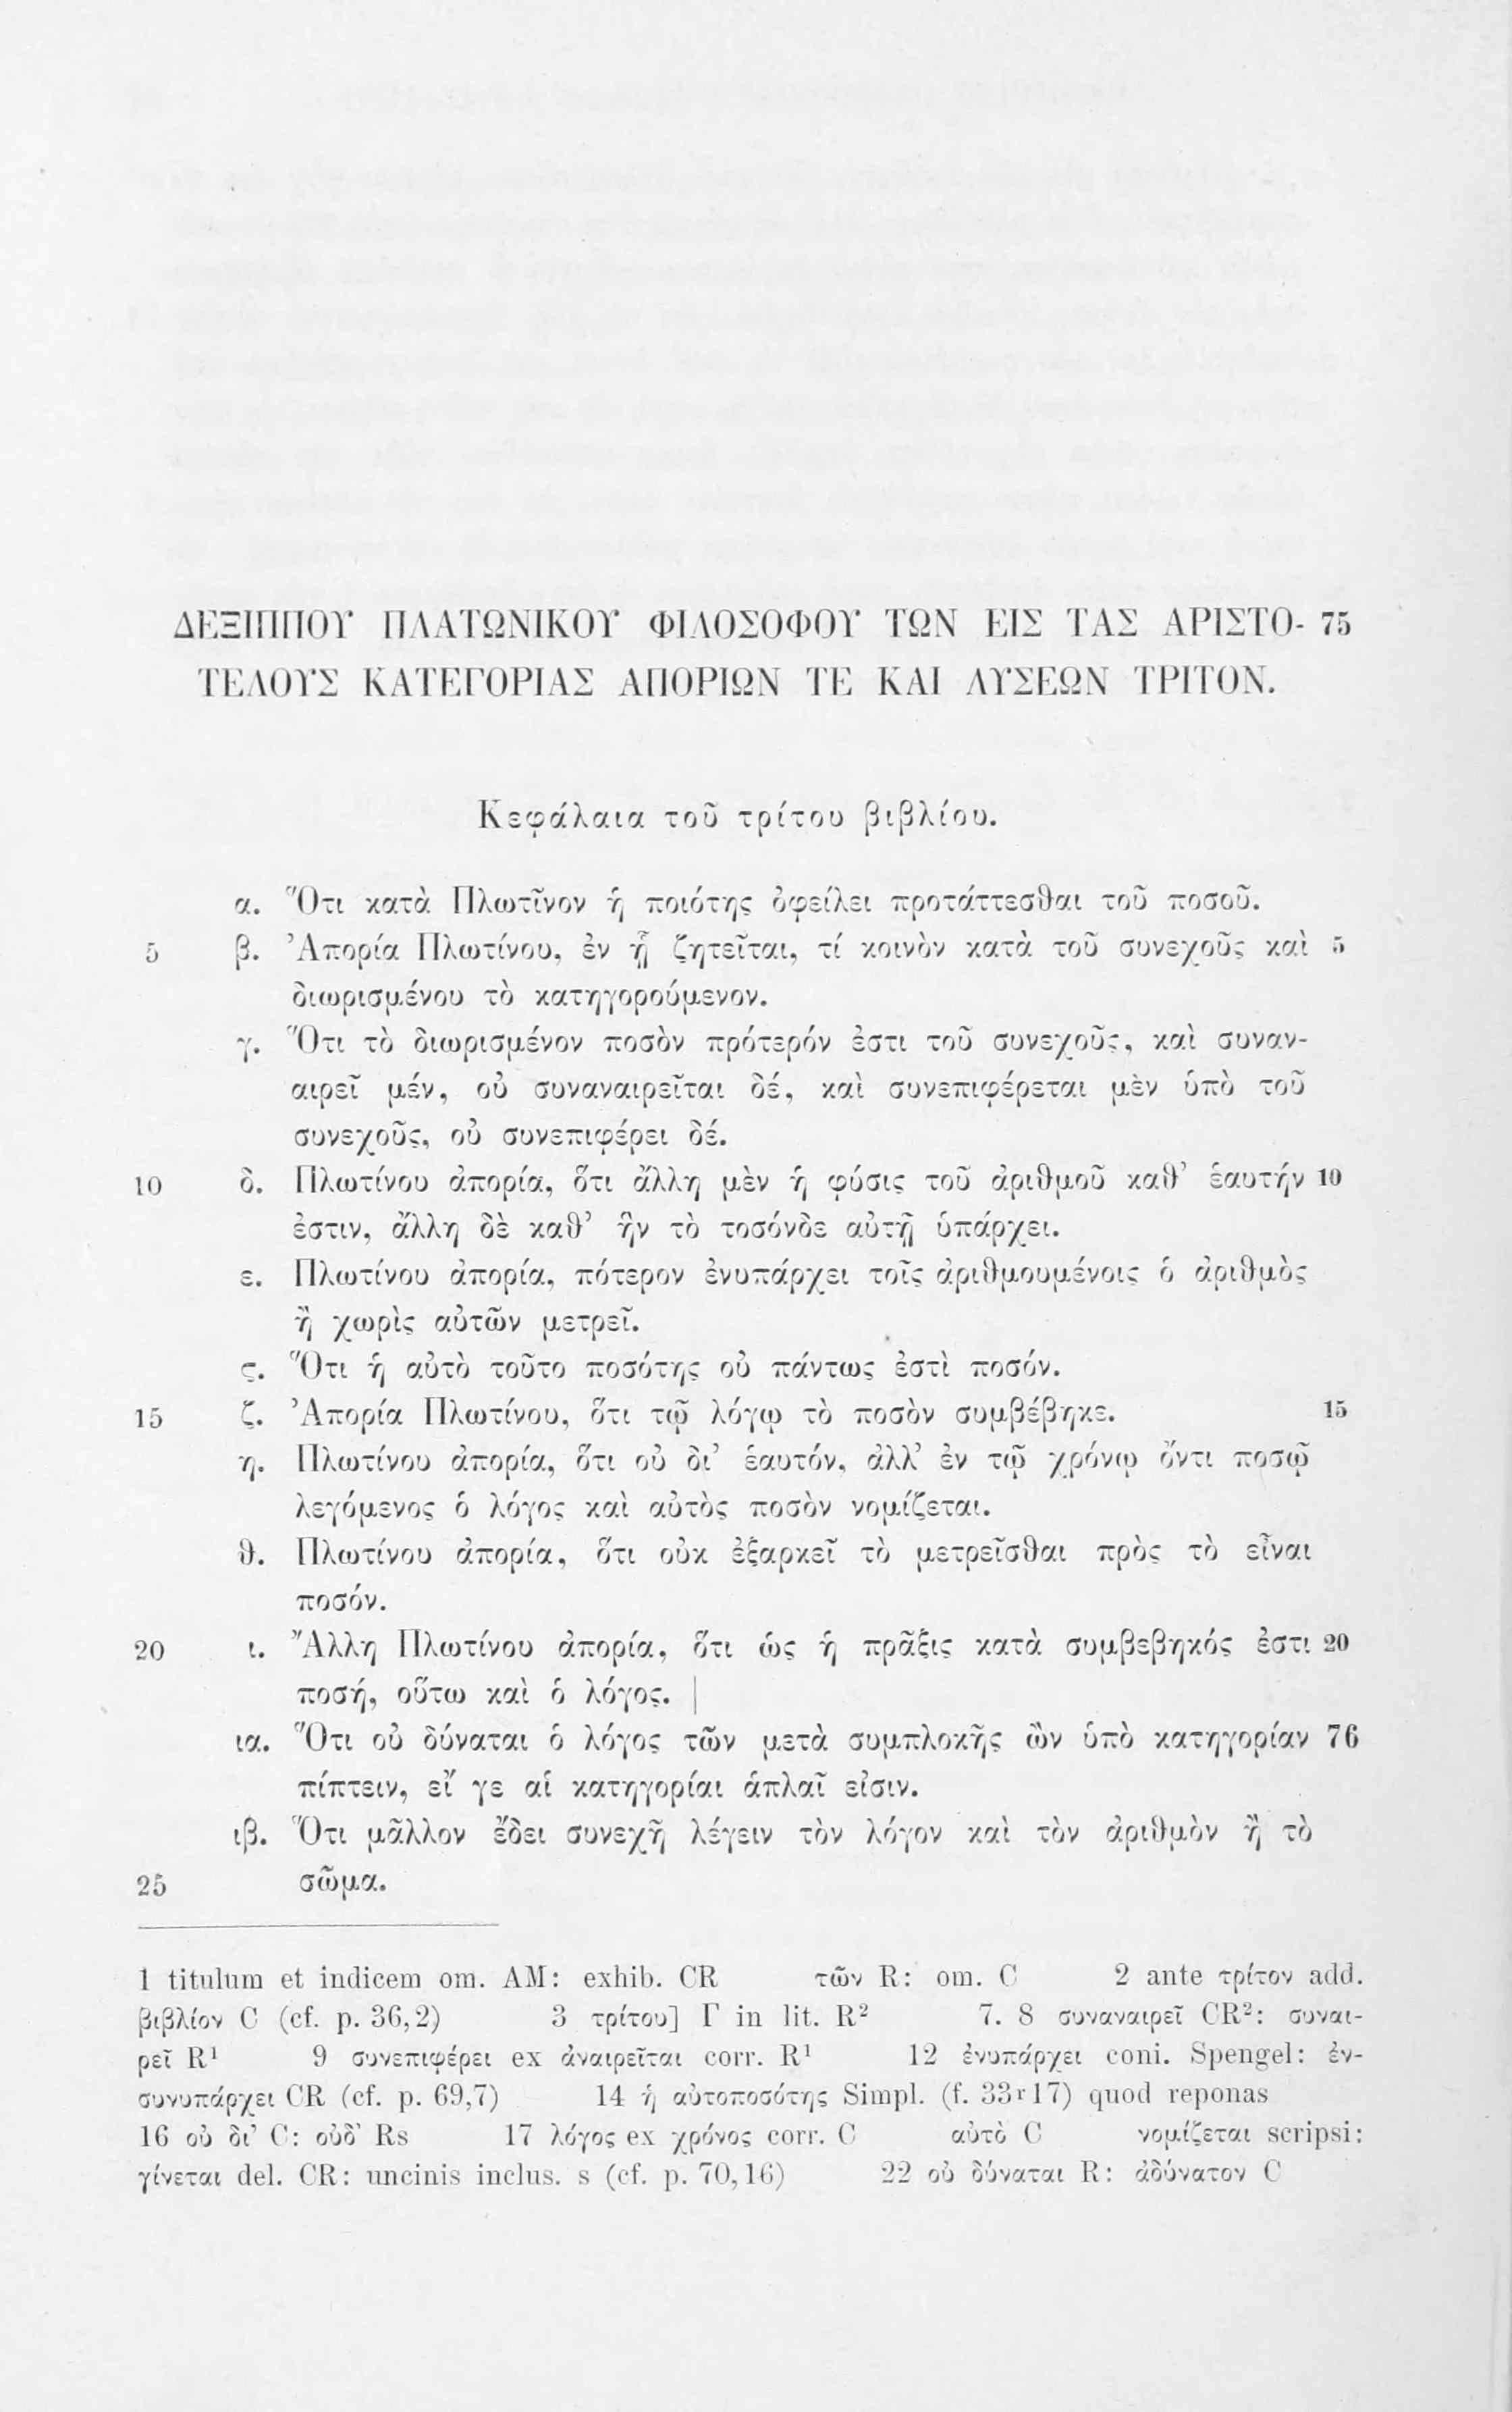 ΔΕΞΙΠΠΟΥ ΠΛΑΤΩΝΙΚΟΥ ΦΙΛΟΣΟΦΟΥ ΤΩΝ ΕΙΣ ΤΑΣ ΑΡΙΣΤΟ- 75
ΤΕΛΟΥΣ ΚΑΤΕΓΟΡΙΑΣ ΑΠΟΡΙΩΝ ΤΕ ΚΑΙ ΛΥΣΕΩΝ ΤΡΙΤΟΝ.
Κεφάλαια τοῦ τρίτου βιβλίου.
α. Ὅτι κατὰ Πλωτῖνον ἡ ποιότης ὀφείλει προτάττεσθαι τοῦ ποσοῦ.
5 β. Ἀπορία Πλωτίνου, ἐν ᾗ ζητεῖται, τί κοινὸν κατὰ τοῦ συνεχοῦς καὶ 5
διωρισμένου τὸ κατηγορούμενον.
γ. Ὅτι τὸ διωρισμένον ποσὸν πρότερόν ἐστι τοῦ συνεχοῦς, καὶ συναν-
αιρεῖ μέν, οὐ συναναιρεῖται δέ, καὶ συνεπιφέρεται μὲν ὑπὸ τοῦ
συνεχοῦς, οὐ συνεπιφέρει δέ.
10 δ. Πλωτίνου ἀπορία, ὅτι ἄλλη μὲν ἡ φύσις τοῦ ἀριθμοῦ καθ’ ἑαυτήν 10
ἐστιν, ἄλλη δὲ καθ’ ἣν τὸ τοσόνδε αὐτῇ ὑπάρχει.
ε. Πλωτίνου ἀπορία, πότερον ἐνυπάρχει τοῖς ἀριθμουμένοις ὁ ἀριθμὸς
ἢ χωρὶς αὐτῶν μετρεῖ.
ϛ. Ὅτι ἡ αὐτὸ τοῦτο ποσότης οὐ πάντως ἐστὶ ποσόν.
15 ζ. Ἀπορία Πλωτίνου, ὅτι τῷ λόγῳ τὸ ποσὸν συμβέβηκε. 15
η. Πλωτίνου ἀπορία, ὅτι οὐ δι’ ἑαυτόν, ἀλλ’ ἐν τῷ χρόνῳ ὄντι ποσῷ
λεγόμενος ὁ λόγος καὶ αὐτὸς ποσὸν νομίζεται.
θ. Πλωτίνου ἀπορία, ὅτι οὐκ ἐξαρκεῖ τὸ μετρεῖσθαι πρὸς τὸ εἶναι
ποσόν.
20 ι. Ἄλλη Πλωτίνου ἀπορία, ὅτι ὡς ἡ πρᾶξις κατὰ συμβεβηκός ἐστι 20
ποσή, οὕτω καὶ ὁ λόγος. |
ια. Ὅτι οὐ δύναται ὁ λόγος τῶν μετὰ συμπλοκῆς ὢν ὑπὸ κατηγορίαν 76
πίπτειν, εἴ γε αἱ κατηγορίαι ἁπλαῖ εἰσιν.
ιβ. Ὅτι μᾶλλον ἔδει συνεχῆ λέγειν τὸν λόγον καὶ τὸν ἀριθμὸν ἢ τὸ
25 σῶμα.
1 titulum et indicem om. AM: exhib. CR τῶν R: om. C 2 ante τρίτον add.
βιβλίον C (cf. p. 36,2) 3 τρίτου] Γ in lit. R² 7. 8 συναναιρεῖ CR²: συναι-
ρεῖ R¹ 9 συνεπιφέρει ex ἀναιρεῖται corr. R¹ 12 ἐνυπάρχει coni. Spengel: ἐν-
συνυπάρχει CR (cf. p. 69,7) 14 ἡ αὐτοποσότης Simpl. (f. 33ʳ17) quod reponas
16 οὐ δι’ C: οὐδ’ Rs 17 λόγος ex χρόνος corr. C αὐτὸ C νομίζεται scripsi:
γίνεται del. CR: uncinis inclus. s (cf. p. 70,16) 22 οὐ δύναται R: ἀδύνατον C